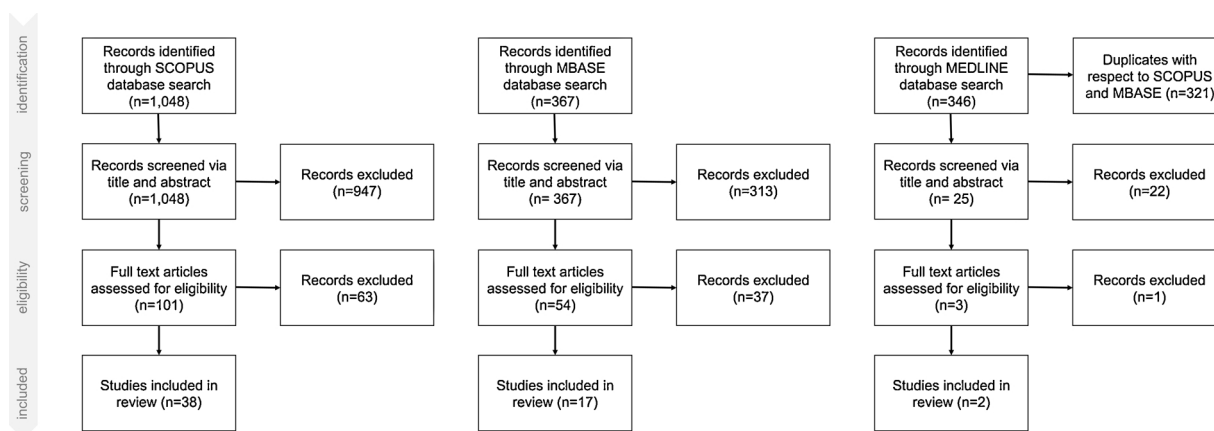 identification
Records identified
through SCOPUS
database search
(n=1,048)
Records identified
through MBASE
database search
(n=367)
Records identified
through MEDLINE
database search
(n=346)
Duplicates with
respect to SCOPUS
and MBASE (n=321)
screening
Records screened via
title and abstract
(n=1,048)
Records excluded
(n=947)
Records screened via
title and abstract
(n= 367)
Records excluded
(n=313)
Records screened via
title and abstract
(n= 25)
Records excluded
(n=22)
eligibility
Full text articles
assessed for eligibility
(n=101)
Records excluded
(n=63)
Full text articles
assessed for eligibility
(n=54)
Records excluded
(n=37)
Full text articles
assessed for eligibility
(n=3)
Records excluded
(n=1)
included
Studies included in
review (n=38)
Studies included in
review (n=17)
Studies included in
review (n=2)